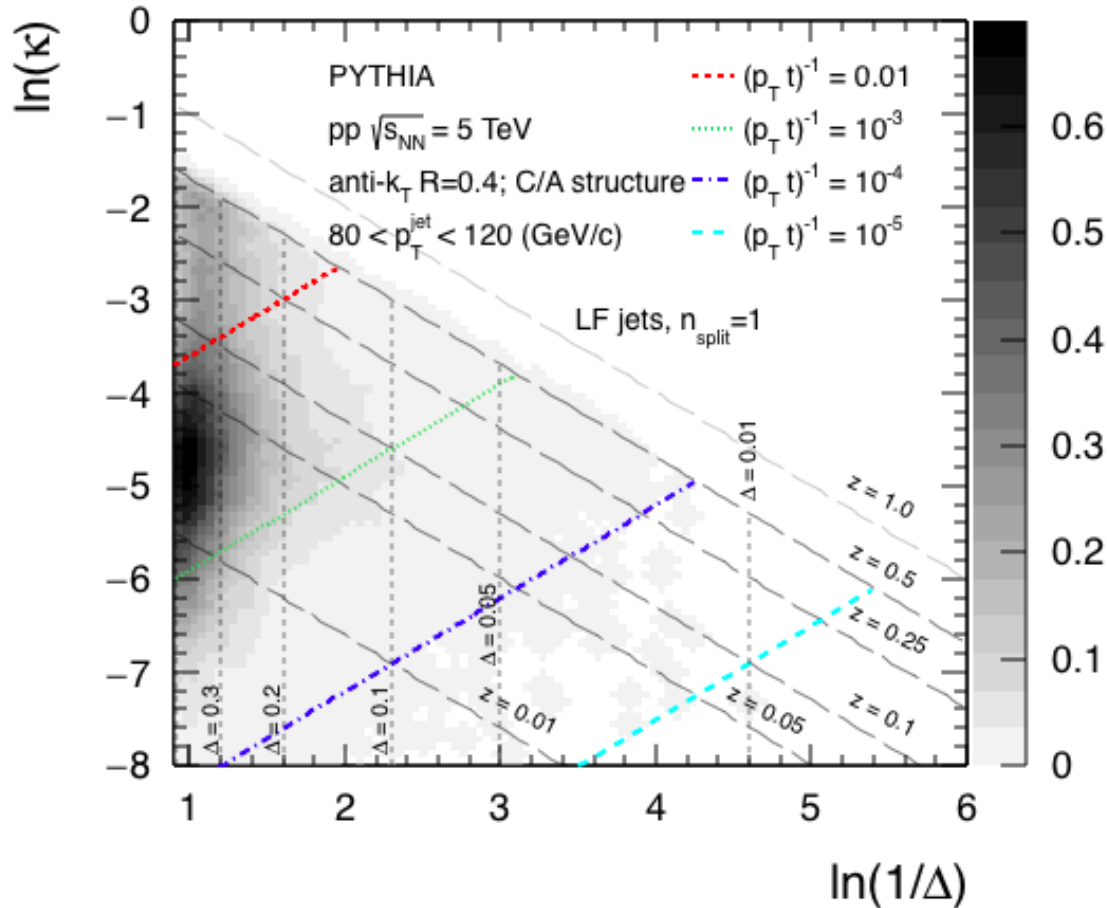 ln(κ)
0
−1
−2
−3
−4
−5
−6
−7
−8
PYTHIA
pp √s_NN = 5 TeV
anti-k_T R=0.4; C/A structure
80 < p_T^jet < 120 (GeV/c)
(p_T t)^-1 = 0.01
(p_T t)^-1 = 10^-3
(p_T t)^-1 = 10^-4
(p_T t)^-1 = 10^-5
LF jets, n_split=1
Δ = 0.3
Δ = 0.2
Δ = 0.1
Δ = 0.05
Δ = 0.01
z = 1.0
z = 0.5
z = 0.25
z = 0.1
z = 0.05
z = 0.01
1 2 3 4 5 6
ln(1/Δ)
0.6
0.5
0.4
0.3
0.2
0.1
0